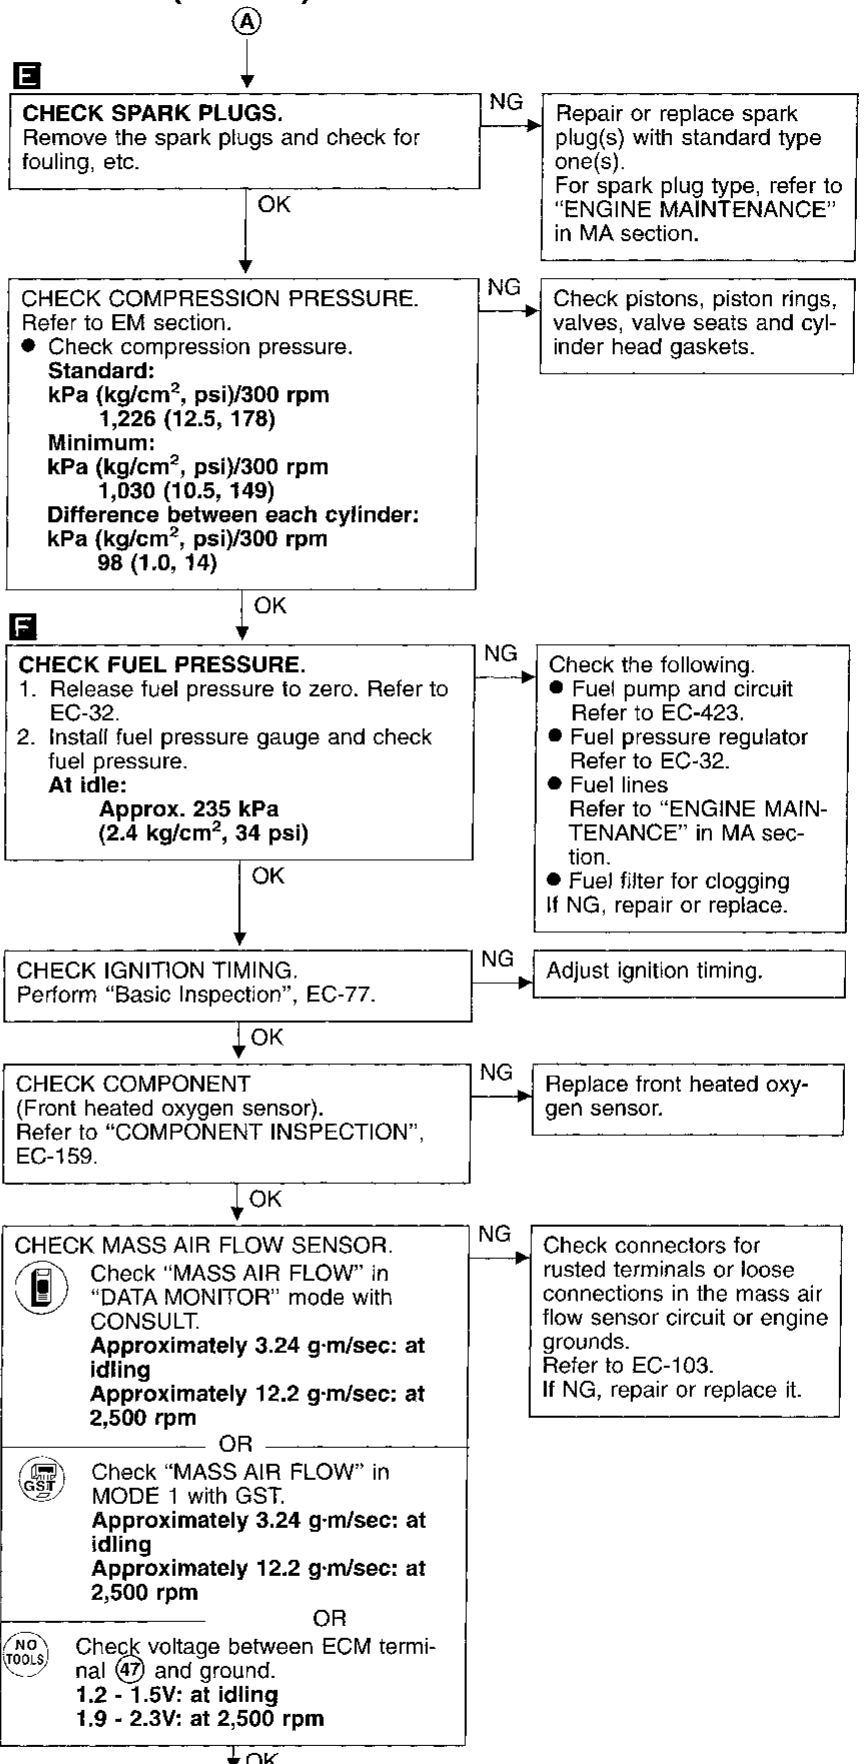 A
E
CHECK SPARK PLUGS.
Remove the spark plugs and check for
fouling, etc.
NG
Repair or replace spark
plug(s) with standard type
one(s).
For spark plug type, refer to
"ENGINE MAINTENANCE"
in MA section.
OK
CHECK COMPRESSION PRESSURE.
Refer to EM section.
● Check compression pressure.
Standard:
kPa (kg/cm², psi)/300 rpm
1,226 (12.5, 178)
Minimum:
kPa (kg/cm², psi)/300 rpm
1,030 (10.5, 149)
Difference between each cylinder:
kPa (kg/cm², psi)/300 rpm
98 (1.0, 14)
NG
Check pistons, piston rings,
valves, valve seats and cyl-
inder head gaskets.
OK
F
CHECK FUEL PRESSURE.
1. Release fuel pressure to zero. Refer to
EC-32.
2. Install fuel pressure gauge and check
fuel pressure.
At idle:
Approx. 235 kPa
(2.4 kg/cm², 34 psi)
NG
Check the following.
● Fuel pump and circuit
Refer to EC-423.
● Fuel pressure regulator
Refer to EC-32.
● Fuel lines
Refer to "ENGINE MAIN-
TENANCE" in MA sec-
tion.
● Fuel filter for clogging
If NG, repair or replace.
OK
CHECK IGNITION TIMING.
Perform "Basic Inspection", EC-77.
NG
Adjust ignition timing.
OK
CHECK COMPONENT
(Front heated oxygen sensor).
Refer to "COMPONENT INSPECTION",
EC-159.
NG
Replace front heated oxy-
gen sensor.
OK
CHECK MASS AIR FLOW SENSOR.
Check "MASS AIR FLOW" in
"DATA MONITOR" mode with
CONSULT.
Approximately 3.24 g·m/sec: at
idling
Approximately 12.2 g·m/sec: at
2,500 rpm
NG
Check connectors for
rusted terminals or loose
connections in the mass air
flow sensor circuit or engine
grounds.
Refer to EC-103.
If NG, repair or replace it.
OR
GST
Check "MASS AIR FLOW" in
MODE 1 with GST.
Approximately 3.24 g·m/sec: at
idling
Approximately 12.2 g·m/sec: at
2,500 rpm
OR
NO
TOOLS
Check voltage between ECM termi-
nal 47 and ground.
1.2 - 1.5V: at idling
1.9 - 2.3V: at 2,500 rpm
OK